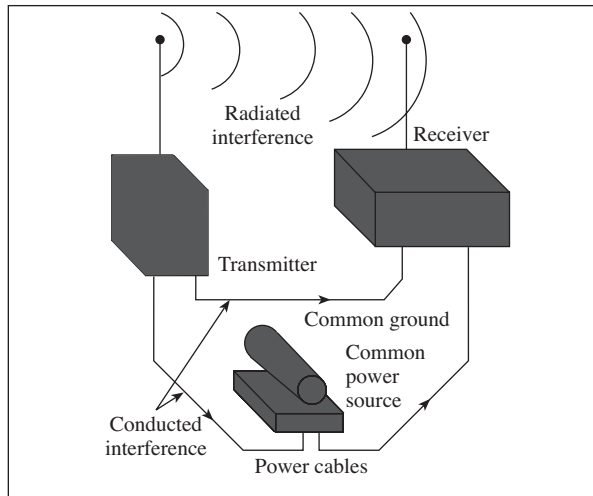 Radiated
interference
Receiver
Transmitter
Common ground
Common
power
source
Conducted
interference
Power cables